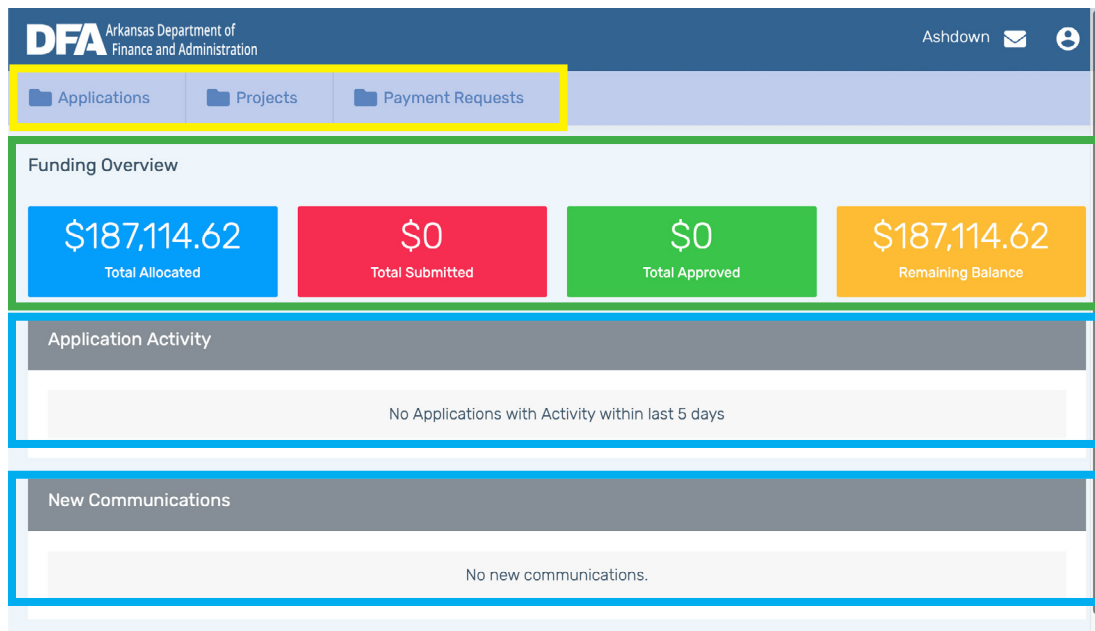 DFA
Arkansas Department of
Finance and Administration
Ashdown
Applications
Projects
Payment Requests
Funding Overview
$187,114.62
Total Allocated
$0
Total Submitted
$0
Total Approved
$187,114.62
Remaining Balance
Application Activity
No Applications with Activity within last 5 days
New Communications
No new communications.